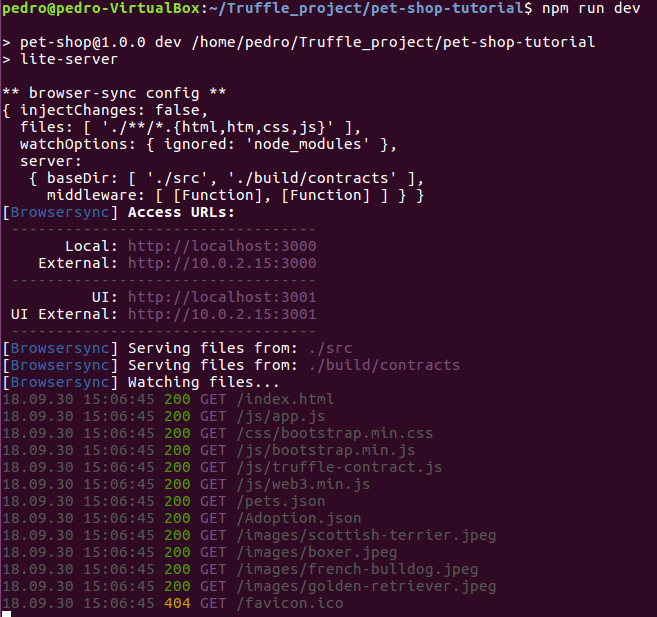 pedro@pedro-VirtualBox:~/Truffle_project/pet-shop-tutorial$ npm run dev
> pet-shop@1.0.0 dev /home/pedro/Truffle_project/pet-shop-tutorial
> lite-server
** browser-sync config **
{ injectChanges: false,
  files: [ './**/*.{html,htm,css,js}' ],
  watchOptions: { ignored: 'node_modules' },
  server:
   { baseDir: [ './src', './build/contracts' ],
     middleware: [ [Function], [Function] ] } }
[Browsersync] Access URLs:
 ----------------------------------
       Local: http://localhost:3000
    External: http://10.0.2.15:3000
 ----------------------------------
          UI: http://localhost:3001
 UI External: http://10.0.2.15:3001
 ----------------------------------
[Browsersync] Serving files from: ./src
[Browsersync] Serving files from: ./build/contracts
[Browsersync] Watching files...
18.09.30 15:06:45 200 GET /index.html
18.09.30 15:06:45 200 GET /js/app.js
18.09.30 15:06:45 200 GET /css/bootstrap.min.css
18.09.30 15:06:45 200 GET /js/bootstrap.min.js
18.09.30 15:06:45 200 GET /js/truffle-contract.js
18.09.30 15:06:45 200 GET /js/web3.min.js
18.09.30 15:06:45 200 GET /pets.json
18.09.30 15:06:45 200 GET /Adoption.json
18.09.30 15:06:45 200 GET /images/scottish-terrier.jpeg
18.09.30 15:06:45 200 GET /images/boxer.jpeg
18.09.30 15:06:45 200 GET /images/french-bulldog.jpeg
18.09.30 15:06:45 200 GET /images/golden-retriever.jpeg
18.09.30 15:06:45 404 GET /favicon.ico